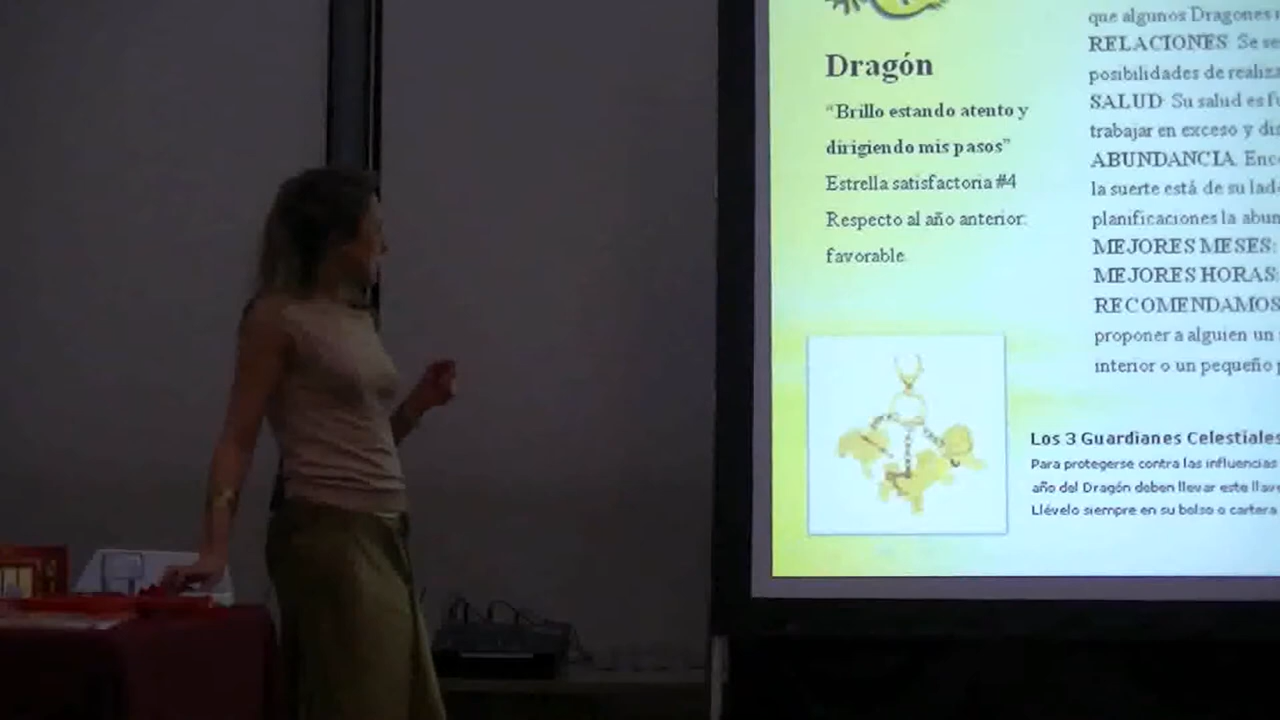 Dragón
“Brillo estando atento y
dirigiendo mis pasos”
Estrella satisfactoria #4
Respecto al año anterior:
favorable
que algunos Dragones
RELACIONES Se
posibilidades de
SALUD Su salud es
trabajar en exceso y
ABUNDANCIA
la suerte está de su
planificaciones la
MEJORES MESES:
MEJORES HORAS:
RECOMENDAMOS
proponer a alguien un
interior o un pequeño
Los 3 Guardianes Celestiales
Para protegerse contra las influencias
año del Dragón deben llevar este
Llévelo siempre en su bolso o cartera